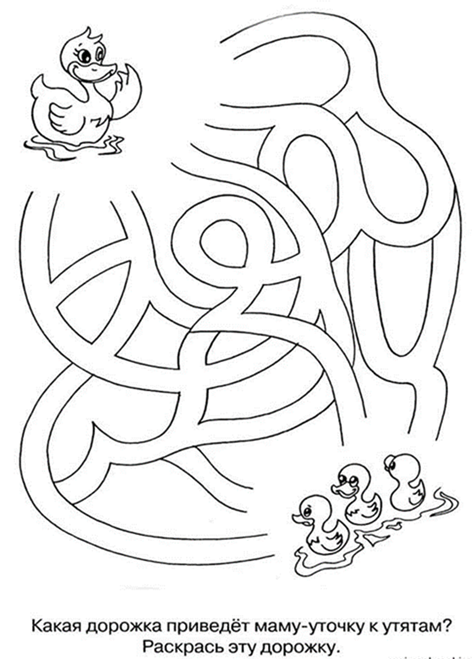 Какая дорожка приведёт маму-уточку к утятам?
Раскрась эту дорожку.